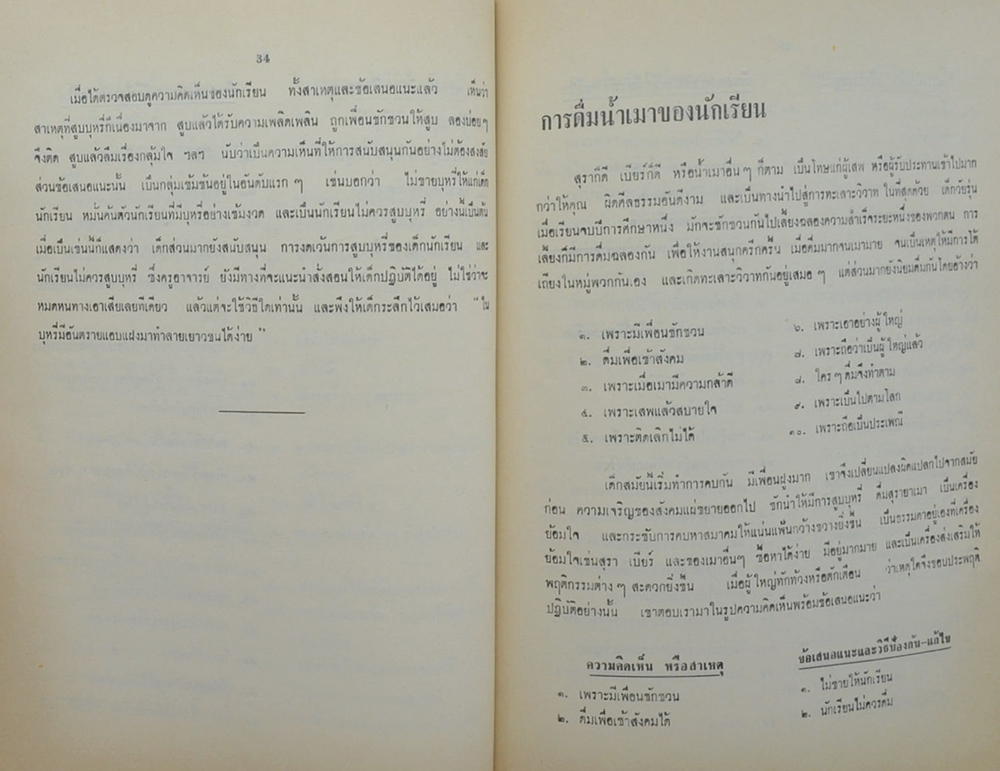 34
เมื่อได้ตรวจสอบดูความคิดเห็นของนักเรียน ทั้งสาเหตุและข้อเสนอแนะแล้ว เห็นว่า
สาเหตุที่สูบบุหรี่ก็เนื่องมาจาก สูบแล้วได้รับความเพลิดเพลิน ถูกเพื่อนชักชวนให้สูบ ลองบ่อยๆ
จึงติด สูบแล้วลืมเรื่องกลุ้มใจ ฯลฯ นับว่าเป็นความเห็นที่ให้การสนับสนุนกันอย่างไม่ต้องสงสัย
ส่วนข้อเสนอแนะนั้น เป็นกลุ่มเข้มข้นอยู่ในอันดับแรก ๆ เช่นบอกว่า ไม่ขายบุหรี่ให้แก่เด็ก
นักเรียน หมั่นค้นตัวนักเรียนที่มีบุหรี่อย่างเข้มงวด และเป็นนักเรียนไม่ควรสูบบุหรี่ อย่างนี้เป็นต้น
เมื่อเป็นเช่นนี้ก็แสดงว่า เด็กส่วนมากยังสนับสนุน การงดเว้นการสูบบุหรี่ของเด็กนักเรียน และ
นักเรียนไม่ควรสูบบุหรี่ ซึ่งครูอาจารย์ ยังมีทางที่จะแนะนำสั่งสอนให้เด็กปฏิบัติได้อยู่ ไม่ใช่ว่าจะ
หมดหนทางเอาเสียเลยทีเดียว แล้วแต่จะใช้วิธีใดเท่านั้น และพึงให้เด็กระลึกไว้เสมอว่า “ใน
บุหรี่มีอันตรายแอบแฝงมาทำลายเยาวชนได้ง่าย”
การดื่มน้ำเมาของนักเรียน
สุราก็ดี เบียร์ก็ดี หรือน้ำเมาอื่น ๆ ก็ตาม เป็นโทษแก่ผู้เสพ หรือผู้รับประทานเข้าไปมาก
กว่าให้คุณ ผิดศีลธรรมอันดีงาม และเป็นทางนำไปสู่การทะเลาะวิวาท ในที่สุดด้วย เด็กวัยรุ่น
เมื่อเรียนจบปีการศึกษาหนึ่ง มักจะชักชวนกันไปเลี้ยงฉลองความสำเร็จระยะหนึ่งของพวกตน การ
เลี้ยงก็มีการดื่มฉลองกัน เพื่อให้งานสนุกครึกครื้น เมื่อดื่มมากจนเมามาย จนเป็นเหตุให้มีการโต้
เถียงในหมู่พวกกันเอง และเกิดทะเลาะวิวาทกันอยู่เสมอ ๆ แต่ส่วนมากยังนิยมดื่มกันโดยอ้างว่า
๑. เพราะมีเพื่อนชักชวน
๒. ดื่มเพื่อเข้าสังคม
๓. เพราะเมื่อเมามีความกล้าดี
๔. เพราะเสพแล้วสบายใจ
๕. เพราะติดเลิกไม่ได้
๖. เพราะเอาอย่างผู้ใหญ่
๗. เพราะถือว่าเป็นผู้ใหญ่แล้ว
๘. ใคร ๆ ดื่มจึงทำตาม
๙. เพราะเป็นไปตามโลก
๑๐. เพราะถือเป็นประเพณี
เด็กสมัยนี้เริ่มทำการคบกัน มีเพื่อนฝูงมาก เขาจึงเปลี่ยนแปลงผิดแปลกไปจากสมัย
ก่อน ความเจริญของสังคมแผ่ขยายออกไป ชักนำให้มีการสูบบุหรี่ ดื่มสุรายาเมา เป็นเครื่อง
ย้อมใจ และกระชับการคบหาสมาคมให้แน่นแฟ้นกว้างขวางยิ่งขึ้น เป็นธรรมดาอยู่เองที่เครื่อง
ย้อมใจเช่นสุรา เบียร์ และของเมาอื่นๆ ซื้อหาได้ง่าย มีอยู่มากมาย และเป็นเครื่องส่งเสริมให้
พฤติกรรมต่าง ๆ สะดวกยิ่งขึ้น เมื่อผู้ใหญ่ทักท้วงหรือตักเตือน ว่าเหตุใดจึงชอบประพฤติ
ปฏิบัติอย่างนั้น เขาตอบเรามาในรูปความคิดเห็นพร้อมข้อเสนอแนะว่า
ความคิดเห็น หรือสาเหตุ
๑. เพราะมีเพื่อนชักชวน
๒. ดื่มเพื่อเข้าสังคมได้
ข้อเสนอแนะและวิธีป้องกัน-แก้ไข
๑. ไม่ขายให้นักเรียน
๒. นักเรียนไม่ควรดื่ม